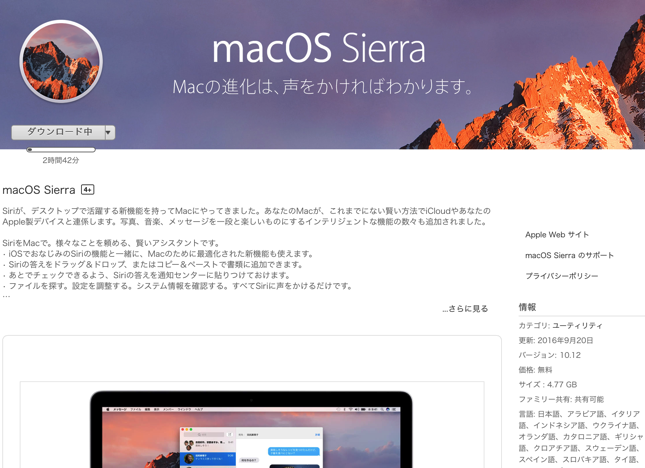 macOS Sierra
Macの進化は、声をかければわかります。
ダウンロード中
2時間42分
macOS Sierra 4+
Siriが、デスクトップで活躍する新機能を持ってMacにやってきました。あなたのMacが、これまでにない賢い方法でiCloudやあなたの
Apple製デバイスと連係します。写真、音楽、メッセージを一段と楽しいものにするインテリジェントな機能の数々も追加されました。
SiriをMacで。様々なことを頼める、賢いアシスタントです。
・iOSでおなじみのSiriの機能と一緒に、Macのために最適化された新機能も使えます。
・Siriの答えをドラッグ＆ドロップ、またはコピー＆ペーストで書類に追加できます。
・あとでチェックできるよう、Siriの答えを通知センターに貼りつけておけます。
・ファイルを探す。設定を調整する。システム情報を確認する。すべてSiriに声をかけるだけです。
…
...さらに見る
Apple Web サイト
macOS Sierra のサポート
プライバシーポリシー
情報
カテゴリ: ユーティリティ
更新: 2016年9月20日
バージョン: 10.12
価格: 無料
サイズ : 4.77 GB
ファミリー共有: 共有可能
言語: 日本語、アラビア語、イタリア
語、インドネシア語、ウクライナ語、
オランダ語、カタロニア語、ギリシャ
語、クロアチア語、スウェーデン語、
スペイン語、スロバキア語、タイ語、